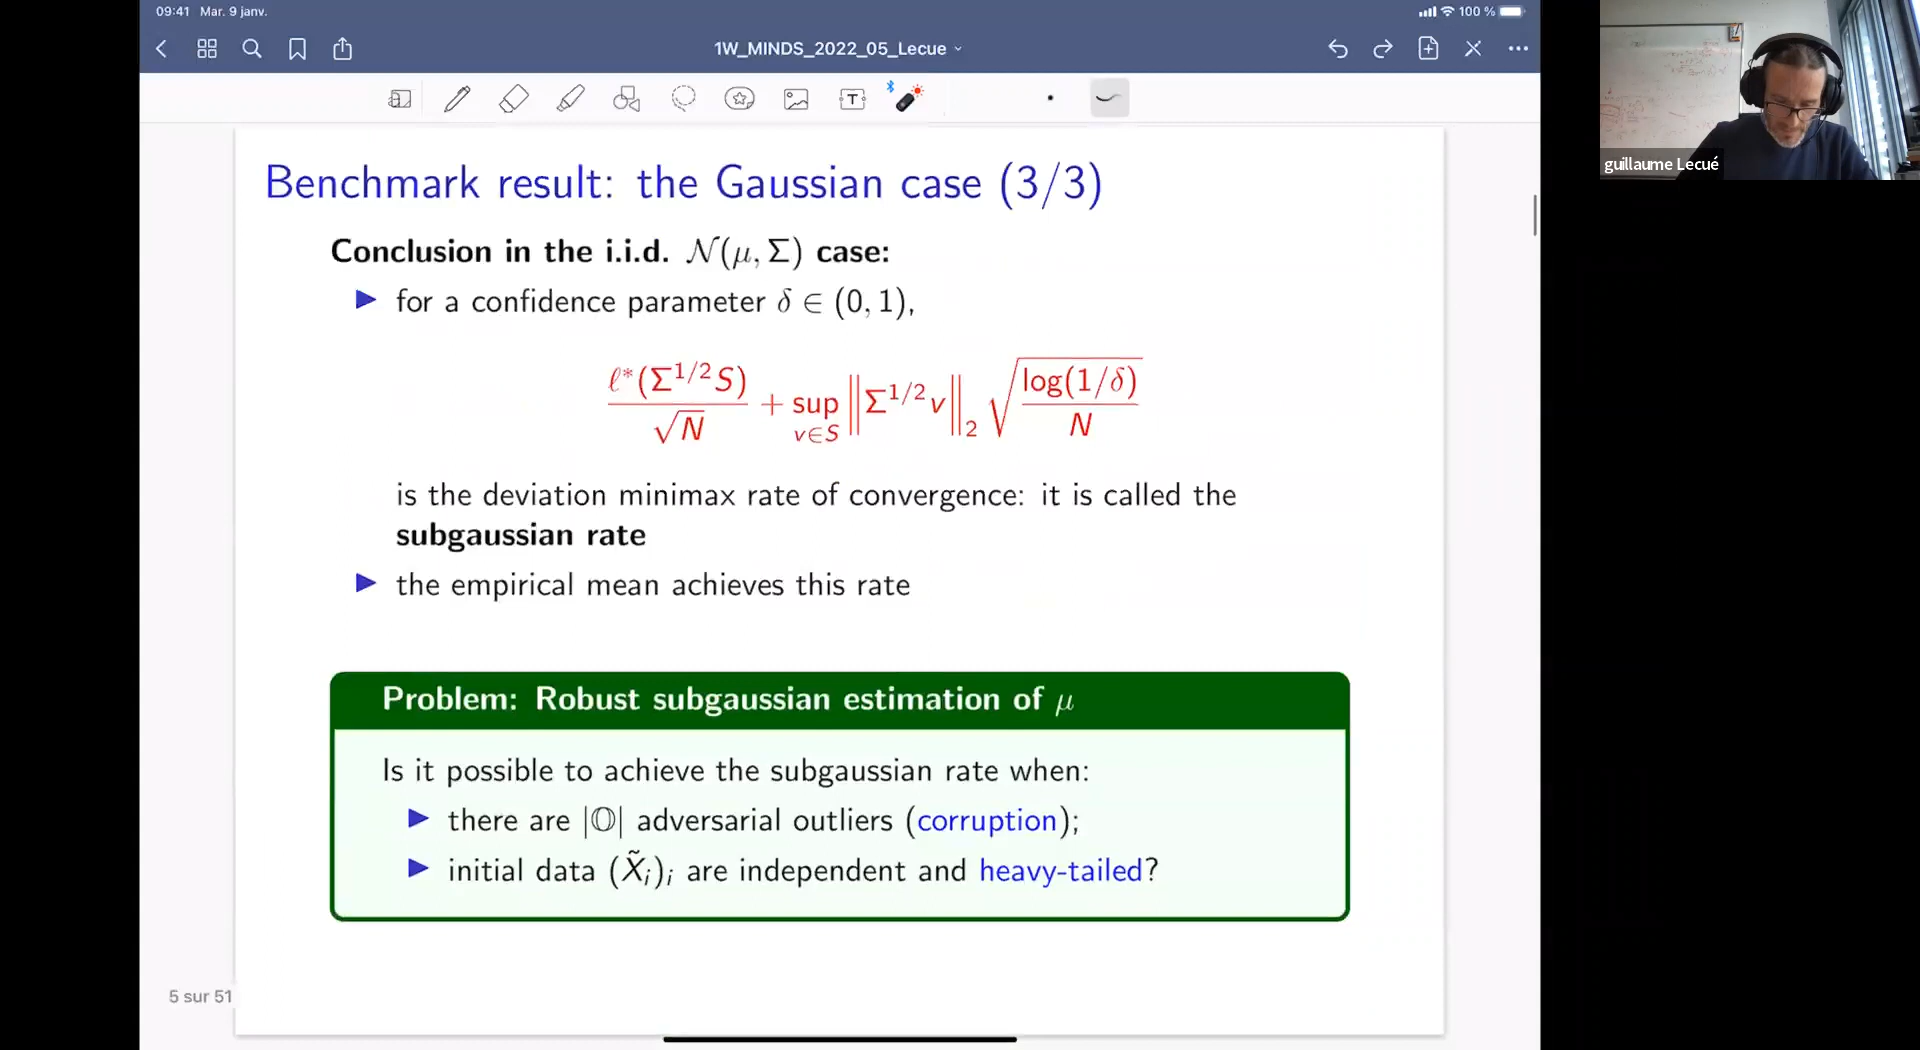 09:41 Mar. 9 janv.
100 %
1W_MINDS_2022_05_Lecue
T
guillaume Lecué
Benchmark result: the Gaussian case (3/3)
Conclusion in the i.i.d. 𝒩(μ, Σ) case:
▶ for a confidence parameter δ ∈ (0, 1),
ℓ*(Σ^{1/2}S)/√N + sup_{v∈S} ‖Σ^{1/2}v‖_2 √(log(1/δ)/N)
is the deviation minimax rate of convergence: it is called the
subgaussian rate
▶ the empirical mean achieves this rate
Problem: Robust subgaussian estimation of μ
Is it possible to achieve the subgaussian rate when:
▶ there are |𝕆| adversarial outliers (corruption);
▶ initial data (X̃_i)_i are independent and heavy-tailed?
5 sur 51